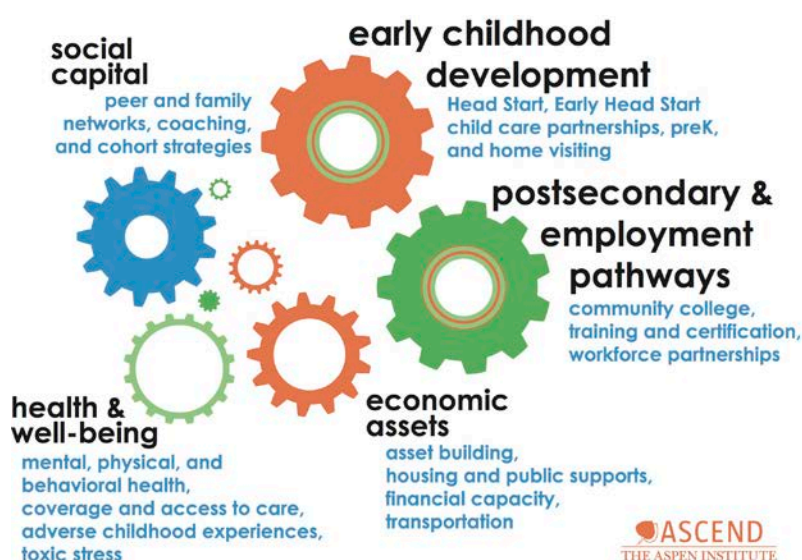 social
capital
peer and family
networks, coaching,
and cohort strategies
early childhood
development
Head Start, Early Head Start
child care partnerships, preK,
and home visiting
postsecondary &
employment
pathways
community college,
training and certification,
workforce partnerships
health &
well-being
mental, physical, and
behavioral health,
coverage and access to care,
adverse childhood experiences,
toxic stress
economic
assets
asset building,
housing and public supports,
financial capacity,
transportation
ASCEND
THE ASPEN INSTITUTE